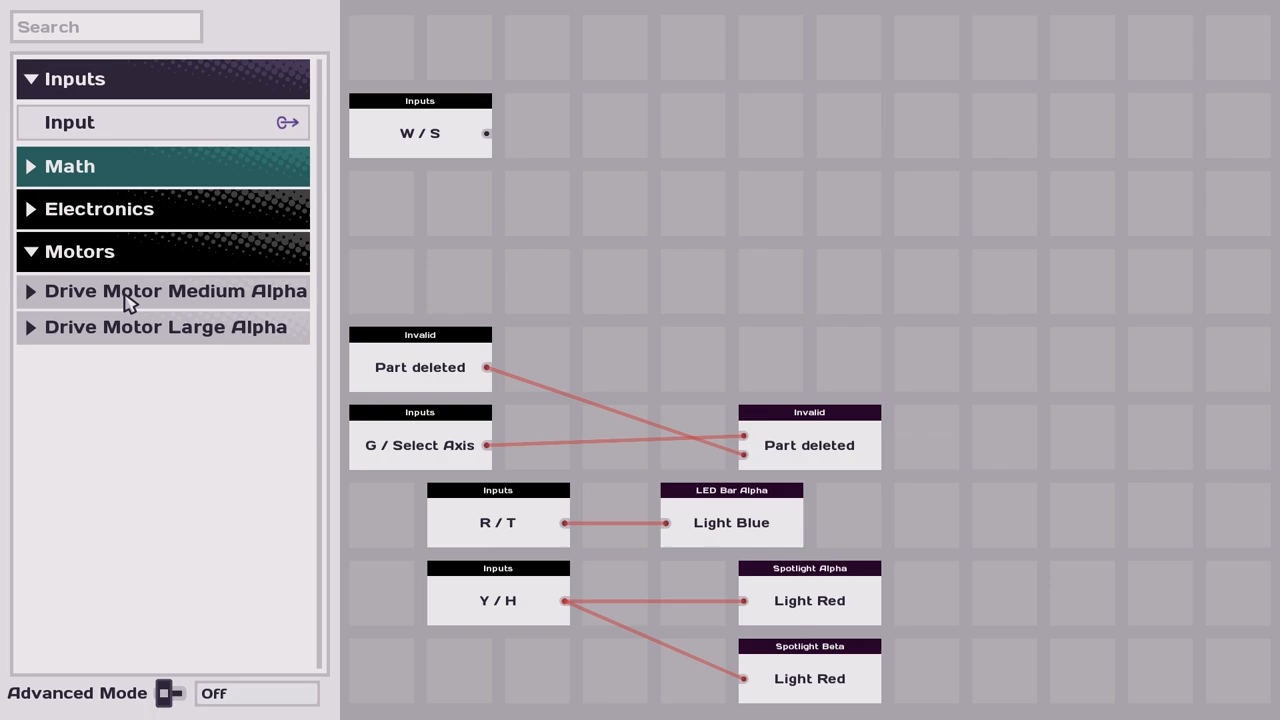 Search
Inputs
Input
Math
Electronics
Motors
Drive Motor Medium Alpha
Drive Motor Large Alpha
Advanced Mode
Off
Inputs
W / S
Invalid
Part deleted
Inputs
G / Select Axis
Invalid
Part deleted
Inputs
R / T
LED Bar Alpha
Light Blue
Inputs
Y / H
Spotlight Alpha
Light Red
Spotlight Beta
Light Red